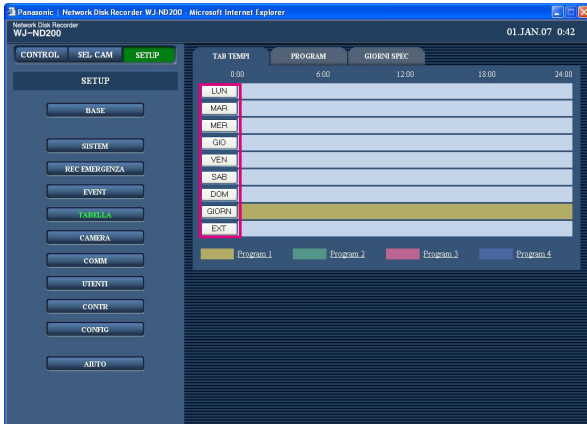 Panasonic | Network Disk Recorder WJ-ND200 - Microsoft Internet Explorer
Network Disk Recorder
WJ-ND200
01.JAN.07 0:42
CONTROL SEL CAM SETUP
TAB TEMPI PROGRAM GIORNI SPEC
SETUP
0:00 6:00 12:00 18:00 24:00
BASE
SISTEM
REC EMERGENZA
EVENT
TABELLA
CAMERA
COMM
UTENTI
CONTR
CONFIG
AIUTO
LUN
MAR
MER
GIO
VEN
SAB
DOM
GIORN
EXT
Program 1 Program 2 Program 3 Program 4